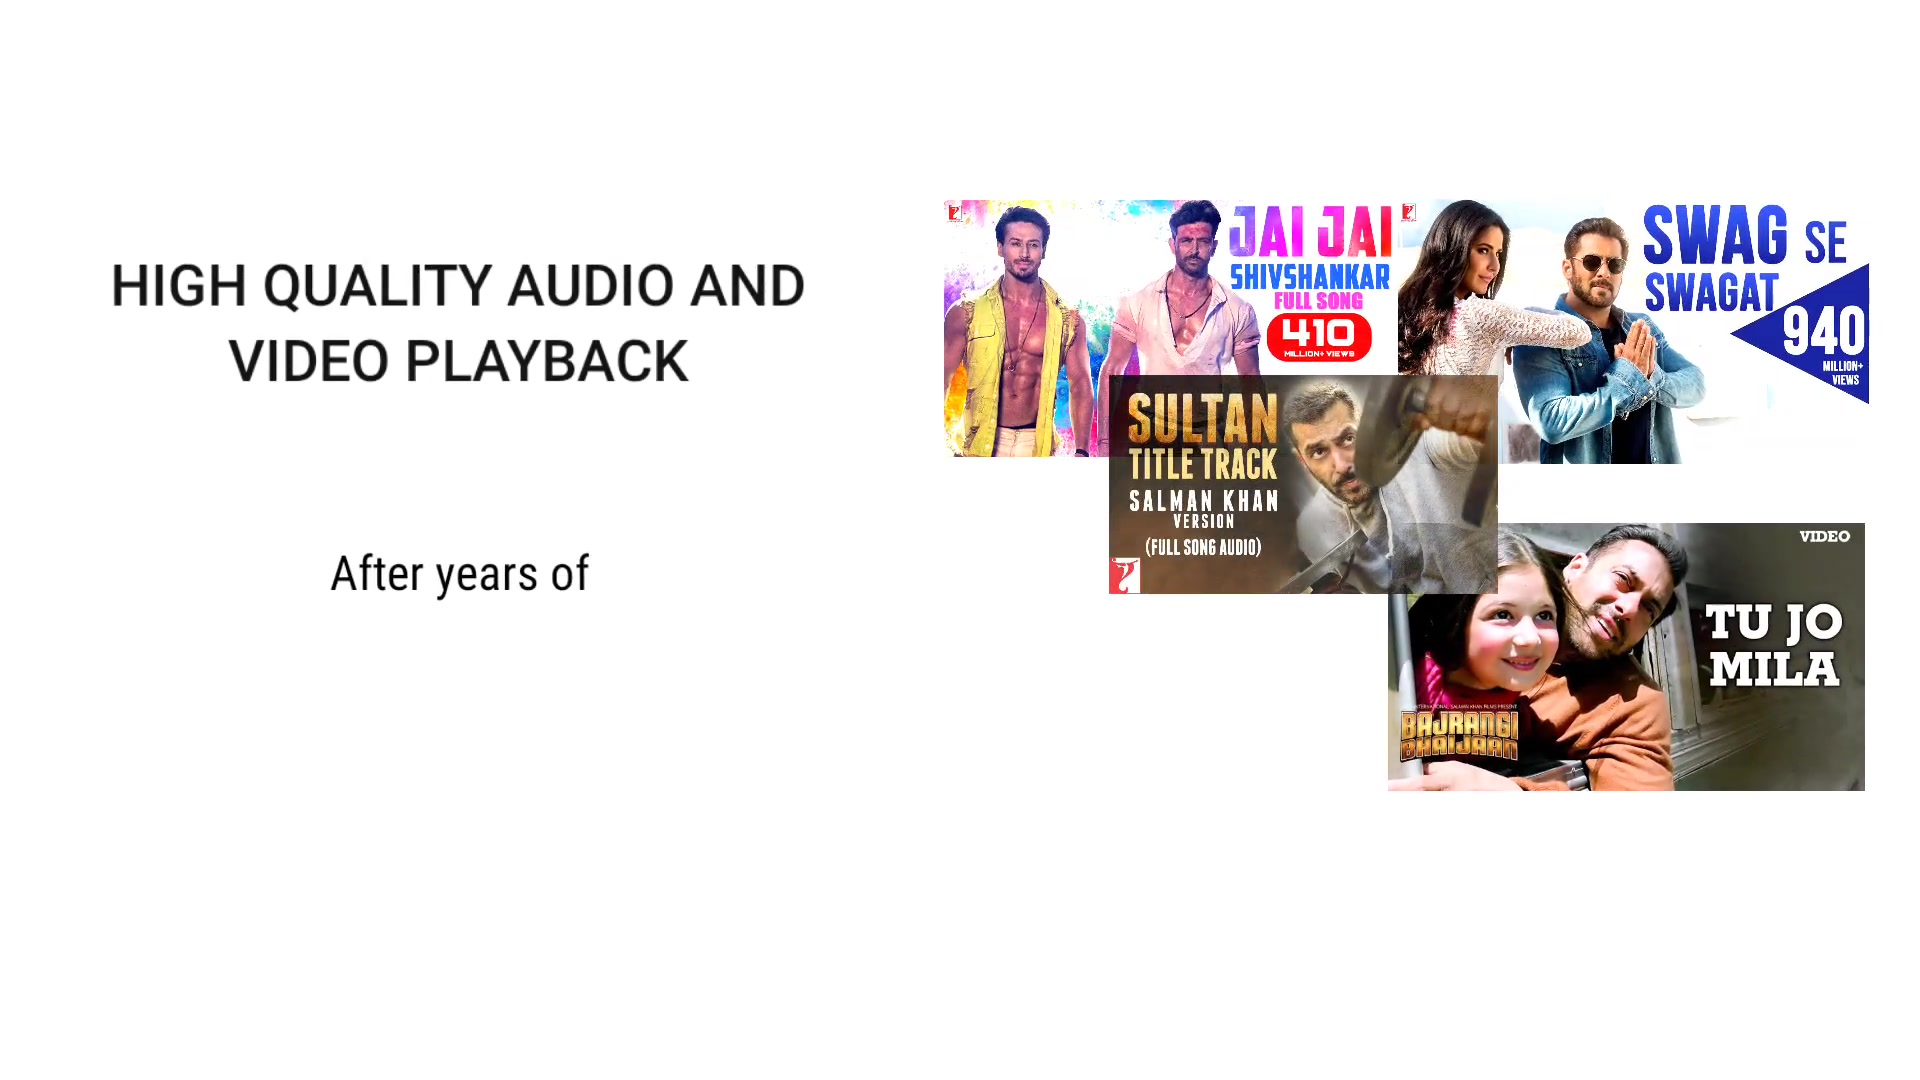 HIGH QUALITY AUDIO AND
VIDEO PLAYBACK
After years of
JAI JAI
SHIVSHANKAR
FULL SONG
410
MILLION+ VIEWS
SWAG SE
SWAGAT
940
MILLION+
VIEWS
SULTAN
TITLE TRACK
SALMAN KHAN
VERSION
(FULL SONG AUDIO)
VIDEO
TU JO
MILA
BAJRANGI
BHAIJAAN